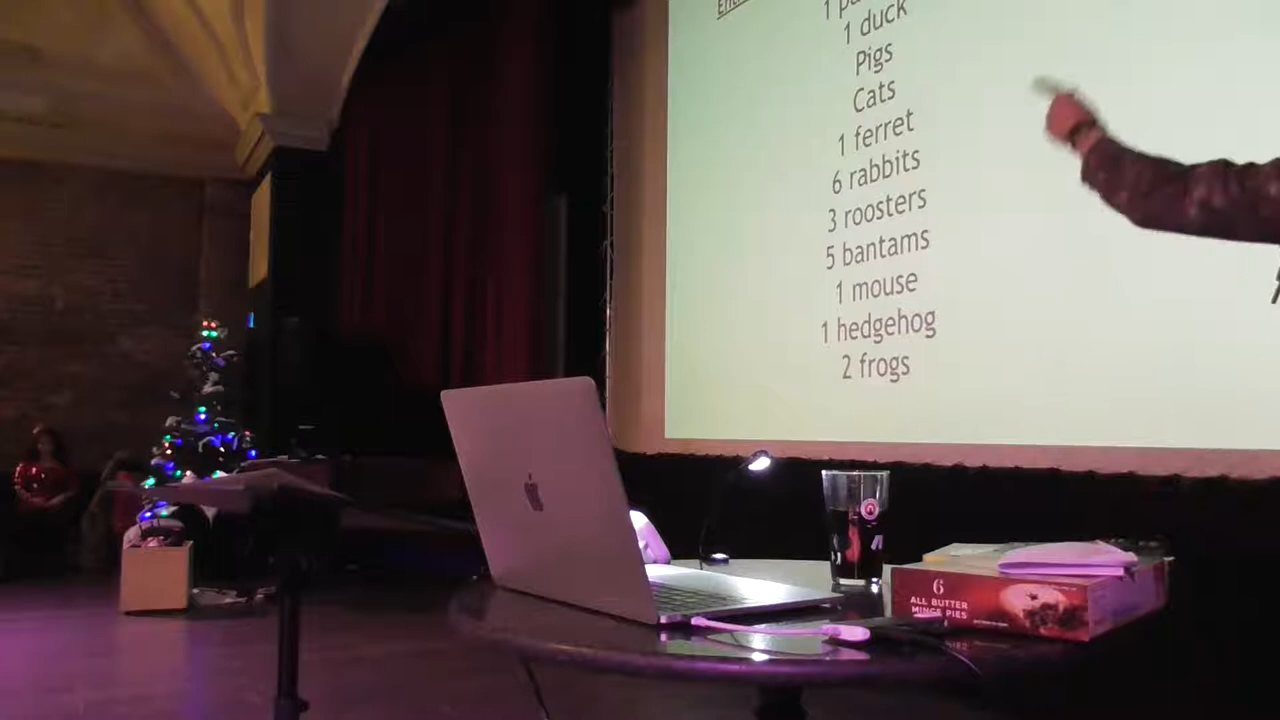 1 duck
Pigs
Cats
1 ferret
6 rabbits
3 roosters
5 bantams
1 mouse
1 hedgehog
2 frogs
6
ALL BUTTER
MINCE PIES